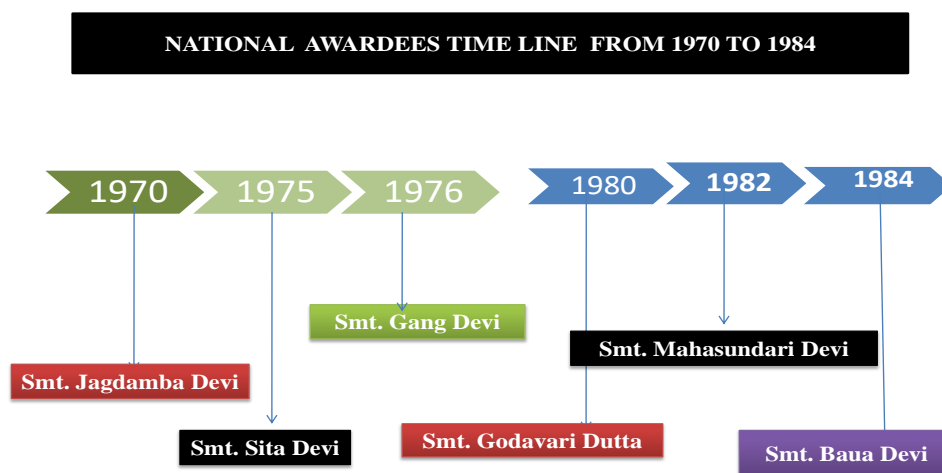 NATIONAL AWARDEES TIME LINE FROM 1970 TO 1984
1970
1975
1976
1980
1982
1984
Smt. Gang Devi
Smt. Mahasundari Devi
Smt. Jagdamba Devi
Smt. Sita Devi
Smt. Godavari Dutta
Smt. Baua Devi